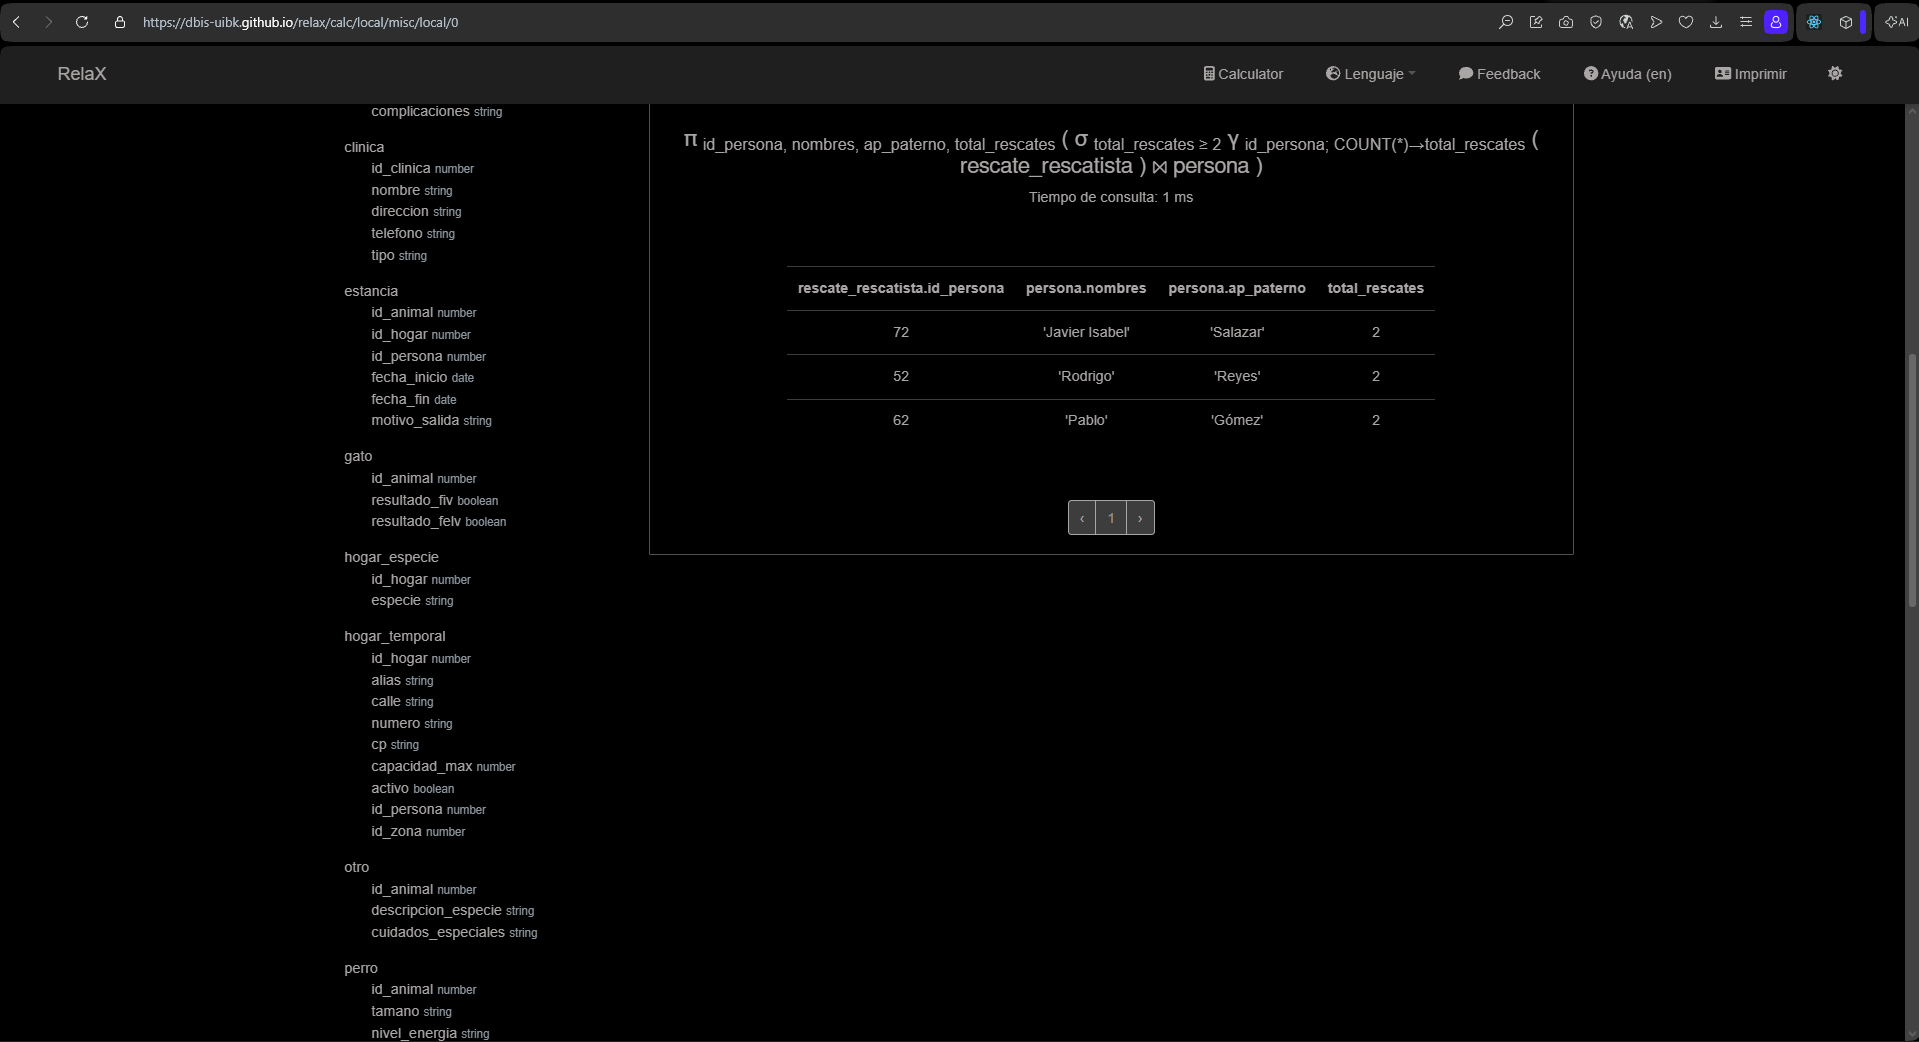 https://dbis-uibk.github.io/relax/calc/local/misc/local/0
AI
RelaX
Calculator
Lenguaje
Feedback
Ayuda (en)
Imprimir
complicaciones string
clinica
id_clinica number
nombre string
direccion string
telefono string
tipo string
estancia
id_animal number
id_hogar number
id_persona number
fecha_inicio date
fecha_fin date
motivo_salida string
gato
id_animal number
resultado_fiv boolean
resultado_felv boolean
hogar_especie
id_hogar number
especie string
hogar_temporal
id_hogar number
alias string
calle string
numero string
cp string
capacidad_max number
activo boolean
id_persona number
id_zona number
otro
id_animal number
descripcion_especie string
cuidados_especiales string
perro
id_animal number
tamano string
nivel_energia string
π id_persona, nombres, ap_paterno, total_rescates ( σ total_rescates ≥ 2 γ id_persona; COUNT(*)→total_rescates (
rescate_rescatista ) ⋈ persona )
Tiempo de consulta: 1 ms
rescate_rescatista.id_persona persona.nombres persona.ap_paterno total_rescates
72 'Javier Isabel' 'Salazar' 2
52 'Rodrigo' 'Reyes' 2
62 'Pablo' 'Gómez' 2
‹ 1 ›